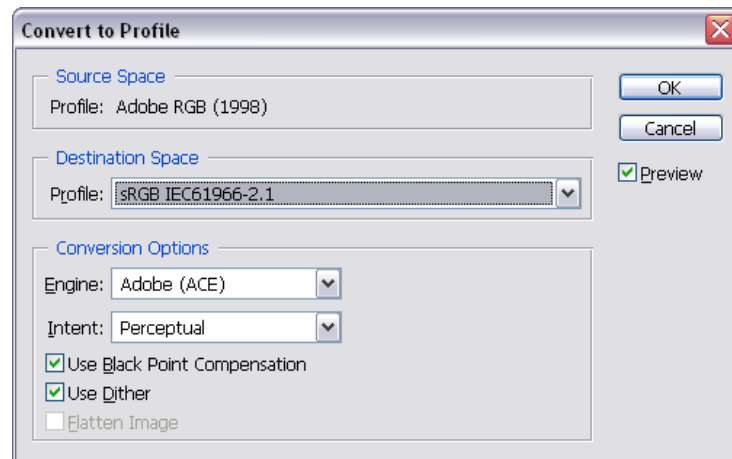 Convert to Profile
Source Space
Profile: Adobe RGB (1998)
OK
Cancel
Destination Space
Profile: sRGB IEC61966-2.1
Preview
Conversion Options
Engine: Adobe (ACE)
Intent: Perceptual
Use Black Point Compensation
Use Dither
Flatten Image